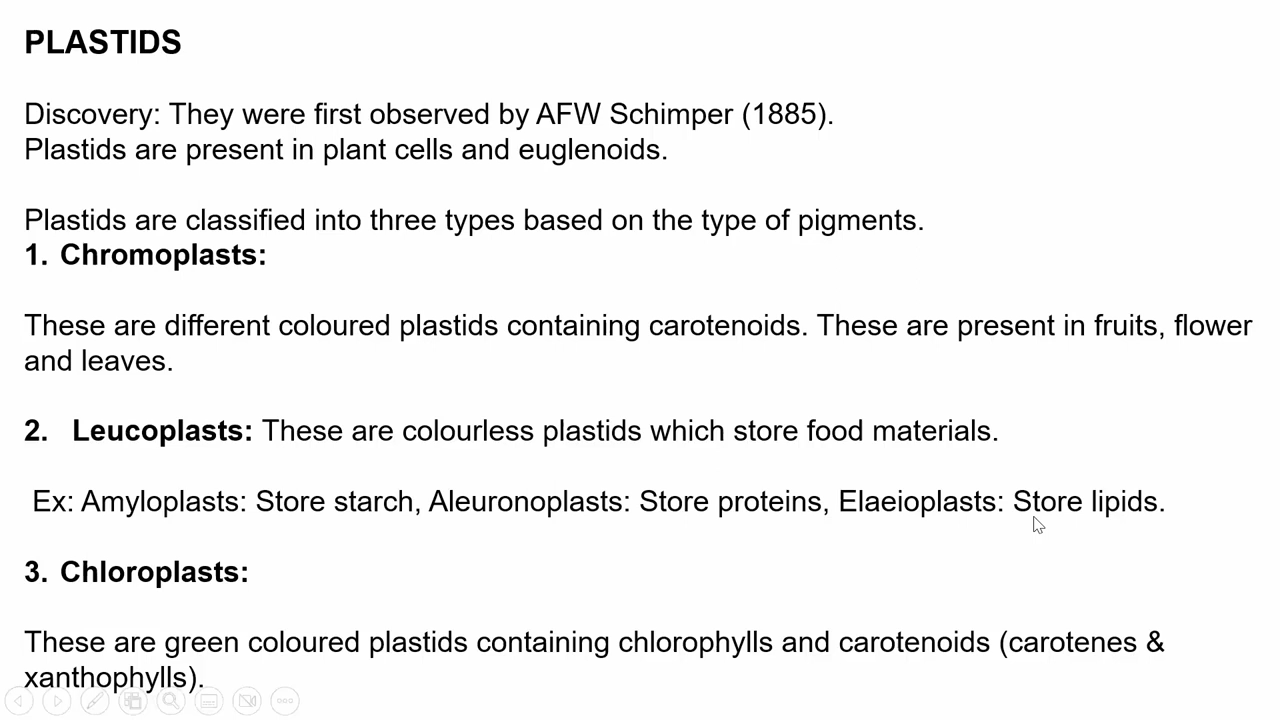 PLASTIDS
Discovery: They were first observed by AFW Schimper (1885).
Plastids are present in plant cells and euglenoids.
Plastids are classified into three types based on the type of pigments.
1. Chromoplasts:
These are different coloured plastids containing carotenoids. These are present in fruits, flower
and leaves.
2. Leucoplasts: These are colourless plastids which store food materials.
Ex: Amyloplasts: Store starch, Aleuronoplasts: Store proteins, Elaeioplasts: Store lipids.
3. Chloroplasts:
These are green coloured plastids containing chlorophylls and carotenoids (carotenes &
xanthophylls).